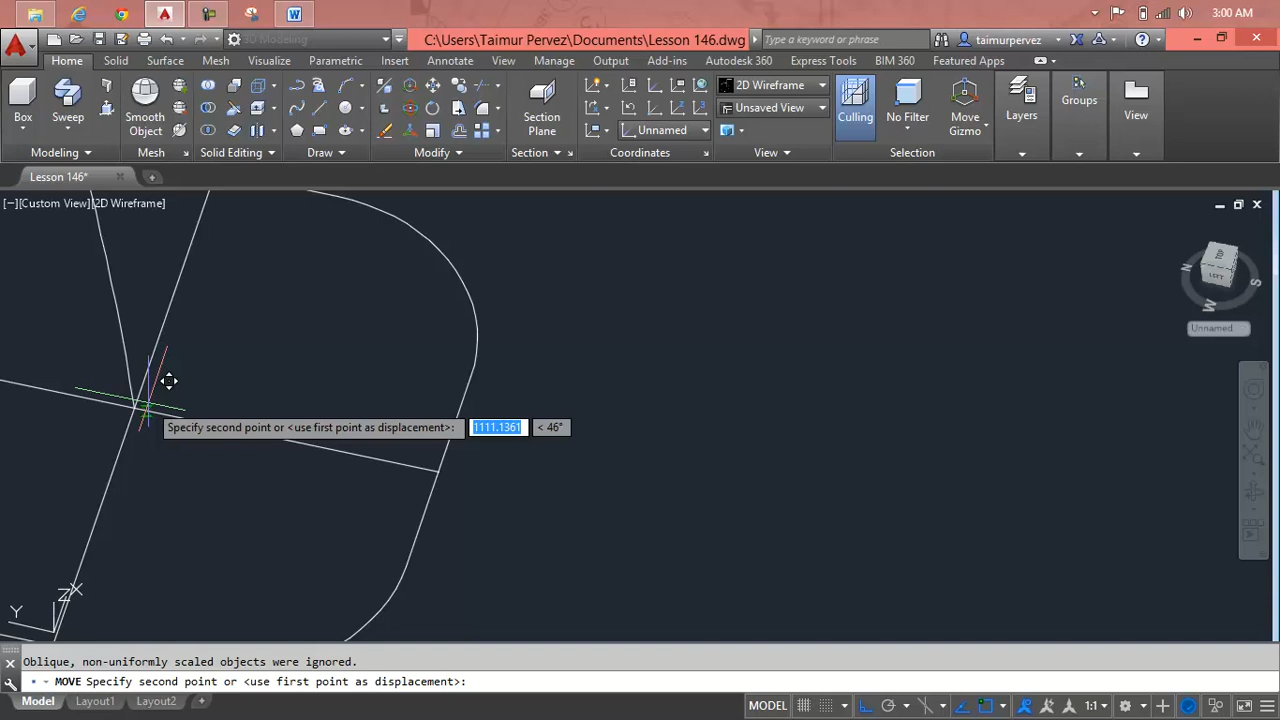 3:00 AM
3D Modeling
C:\Users\Taimur Pervez\Documents\Lesson 146.dwg
Type a keyword or phrase
taimurpervez
Home Solid Surface Mesh Visualize Parametric Insert Annotate View Manage Output Add-ins Autodesk 360 Express Tools BIM 360 Featured Apps
2D Wireframe
Unsaved View
Unnamed
Box Sweep Smooth Object Section Plane Culling No Filter Move Gizmo Layers Groups View
Modeling Mesh Solid Editing Draw Modify Section Coordinates View Selection
Lesson 146*
[−][Custom View][2D Wireframe]
N
LEFT
S
W
Unnamed
Specify second point or <use first point as displacement>: 1111.1361 < 46°
Z X
Y
Oblique, non-uniformly scaled objects were ignored.
MOVE Specify second point or <use first point as displacement>:
Model Layout1 Layout2 +
MODEL 1:1